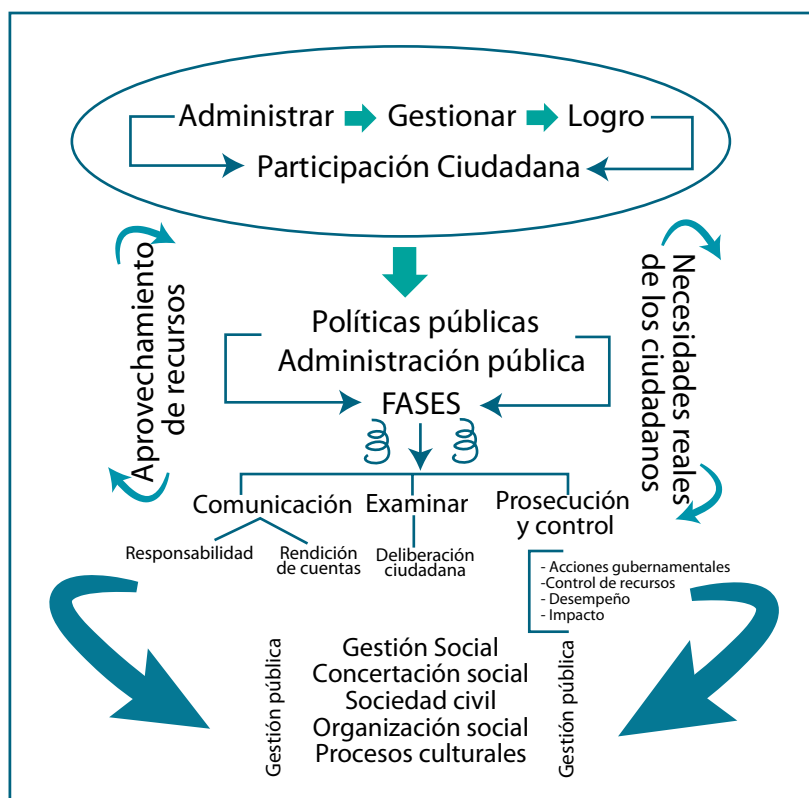 Administrar Gestionar Logro
Participación Ciudadana
Aprovechamiento
de recursos
Necesidades reales
de los ciudadanos
Políticas públicas
Administración pública
FASES
Comunicación
Responsabilidad
Rendición
de cuentas
Examinar
Deliberación
ciudadana
Prosecución
y control
- Acciones gubernamentales
-Control de recursos
- Desempeño
- Impacto
Gestión pública
Gestión Social
Concertación social
Sociedad civil
Organización social
Procesos culturales
Gestión pública